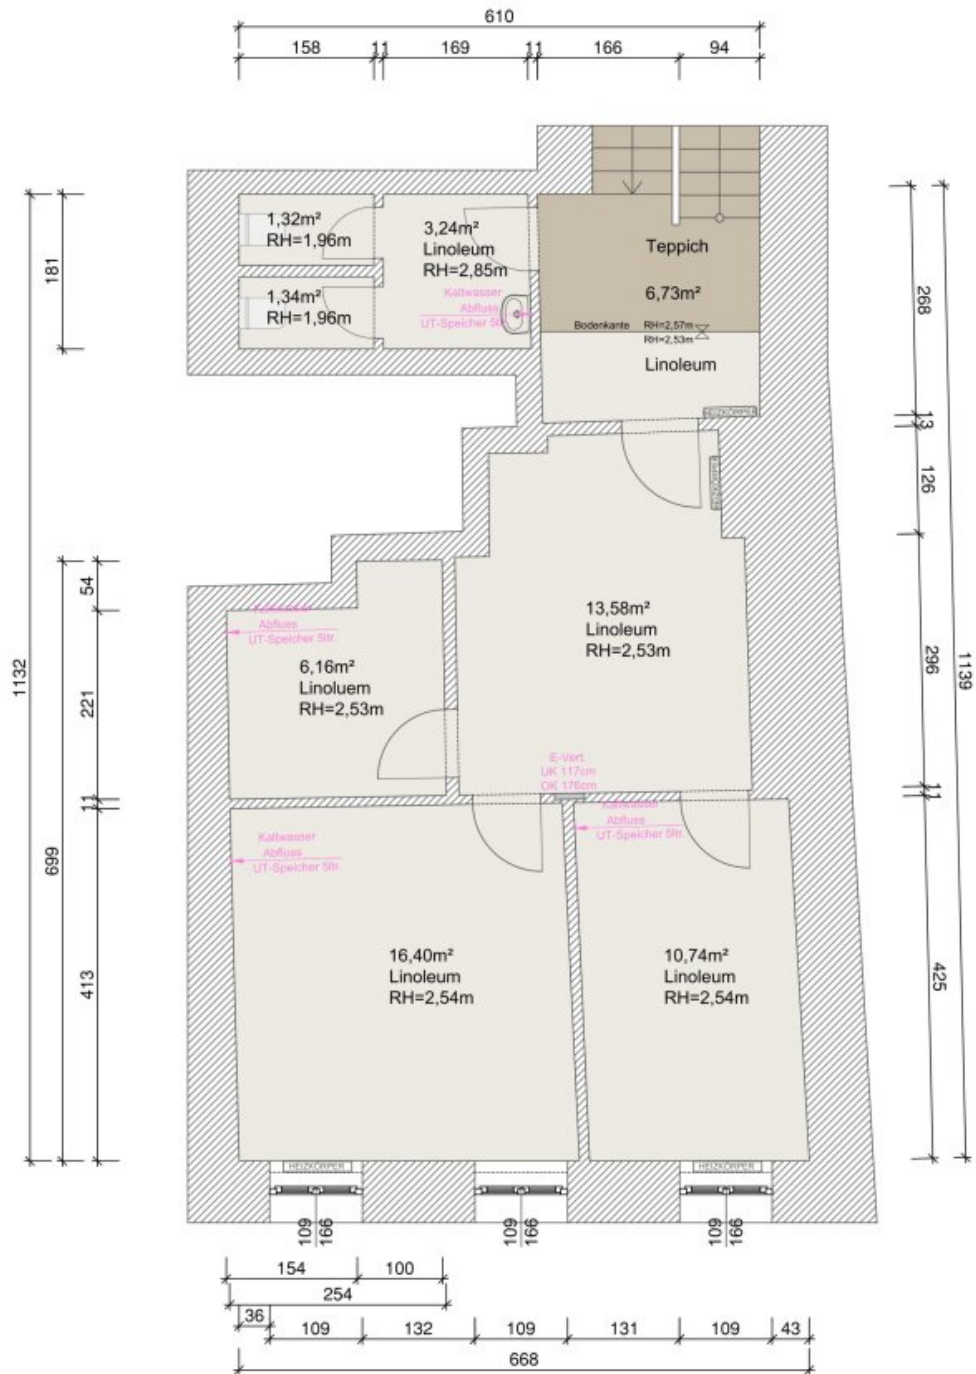 610
158
11
169
11
166
94
1,32m²
RH=1,96m
3,24m²
Linoleum
RH=2,85m
1,34m²
RH=1,96m
Kaltwasser
Abfluss
UT-Speicher 5ltr.
Teppich
6,73m²
Bodenkante
RH=2,57m
RH=2,53m
Linoleum
HEIZKÖRPER
HEIZKÖRPER
181
1132
268
13
126
296
11
1139
425
54
221
11
699
413
Abfluss
UT-Speicher 5ltr.
6,16m²
Linoluem
RH=2,53m
13,58m²
Linoleum
RH=2,53m
E-Vert.
UK 117cm
OK 176cm
Kaltwasser
Abfluss
UT-Speicher 5ltr.
Kaltwasser
Abfluss
UT-Speicher 5ltr.
16,40m²
Linoleum
RH=2,54m
10,74m²
Linoleum
RH=2,54m
HEIZKÖRPER
HEIZKÖRPER
109
166
109
166
109
166
154
100
254
36
109
132
109
131
109
43
668